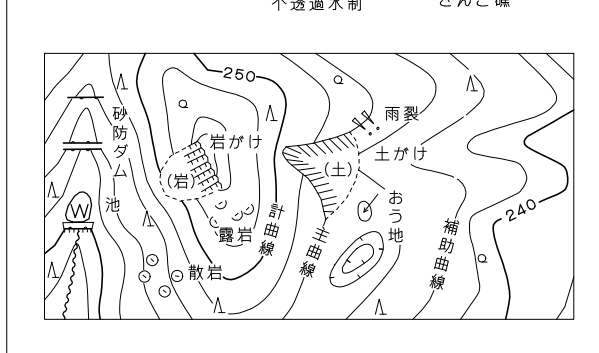 不透過水制
さんご礁
250
砂防ダム
雨裂
岩がけ
土がけ
(岩)
(土)
池
W
おう地
計曲線
主曲線
補助曲線
240
露岩
散岩